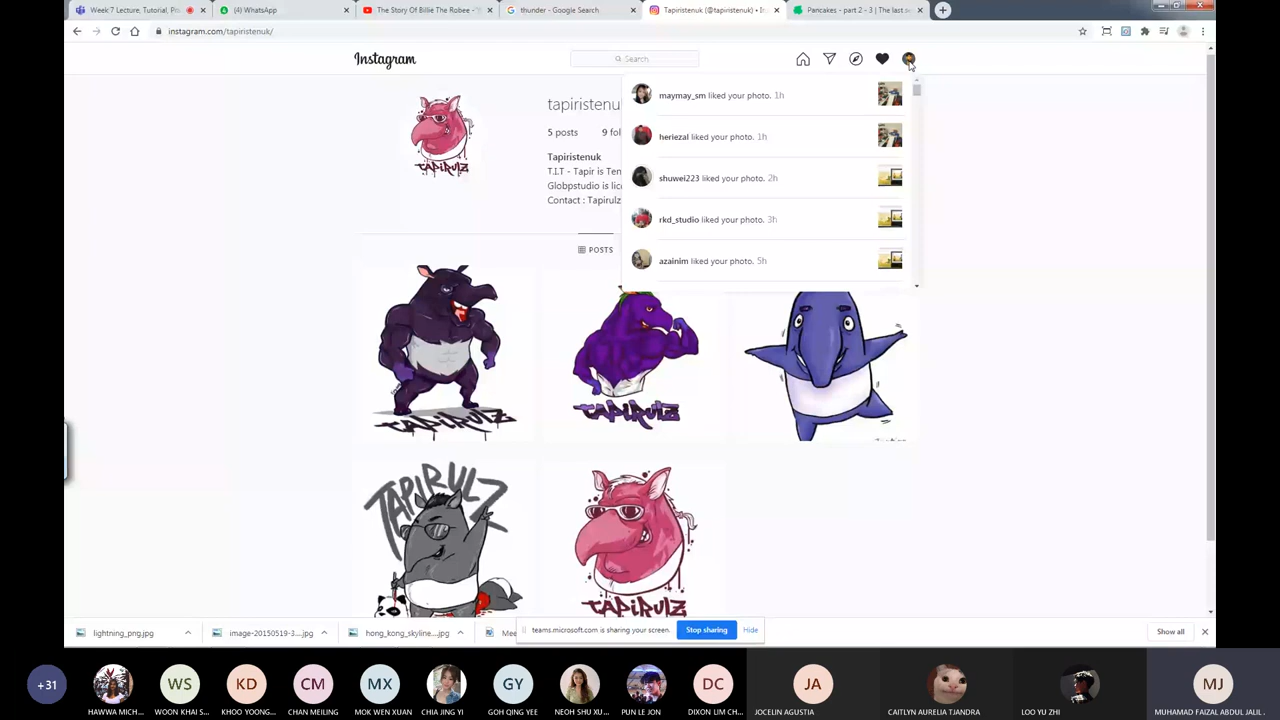 Week 7 Lecture, Tutorial, Pra
(4) WhatsApp
The Story Of Billie The Robee -
thunder - Google Search
Tapiristenuk (@tapiristenuk) • In
Pancakes - part 2 - 3 | The last s
instagram.com/tapiristenuk/
Instagram
Search
tapiristenuk
maymay_sm liked your photo. 1h
5 posts 9 foll
heriezal liked your photo. 1h
Tapiristenuk
T.I.T - Tapir is Ten
Globpstudio is lic
shuwei223 liked your photo. 2h
Contact : Tapirulz
rkd_studio liked your photo. 3h
POSTS
azainim liked your photo. 5h
TAPIRULZ
TAPIRULZ
TAPIRULZ
TAPIRULZ
TAPIRULZ
lightning_png.jpg
image-20150519-3....jpg
hong_kong_skyline....jpg
Mee
teams.microsoft.com is sharing your screen.
Stop sharing
Hide
Show all
+31
WS
KD
CM
MX
GY
DC
JA
MJ
HAWWA MICH...
WOON KHAI S...
KHOO YOONG...
CHAN MEILING
MOK WEN XUAN
CHIA JING YI
GOH QING YEE
NEOH SHU XU...
PUN LE JON
DIXON LIM CH...
JOCELIN AGUSTIA
CAITLYN AURELIA TJANDRA
LOO YU ZHI
MUHAMAD FAIZAL ABDUL JALIL .